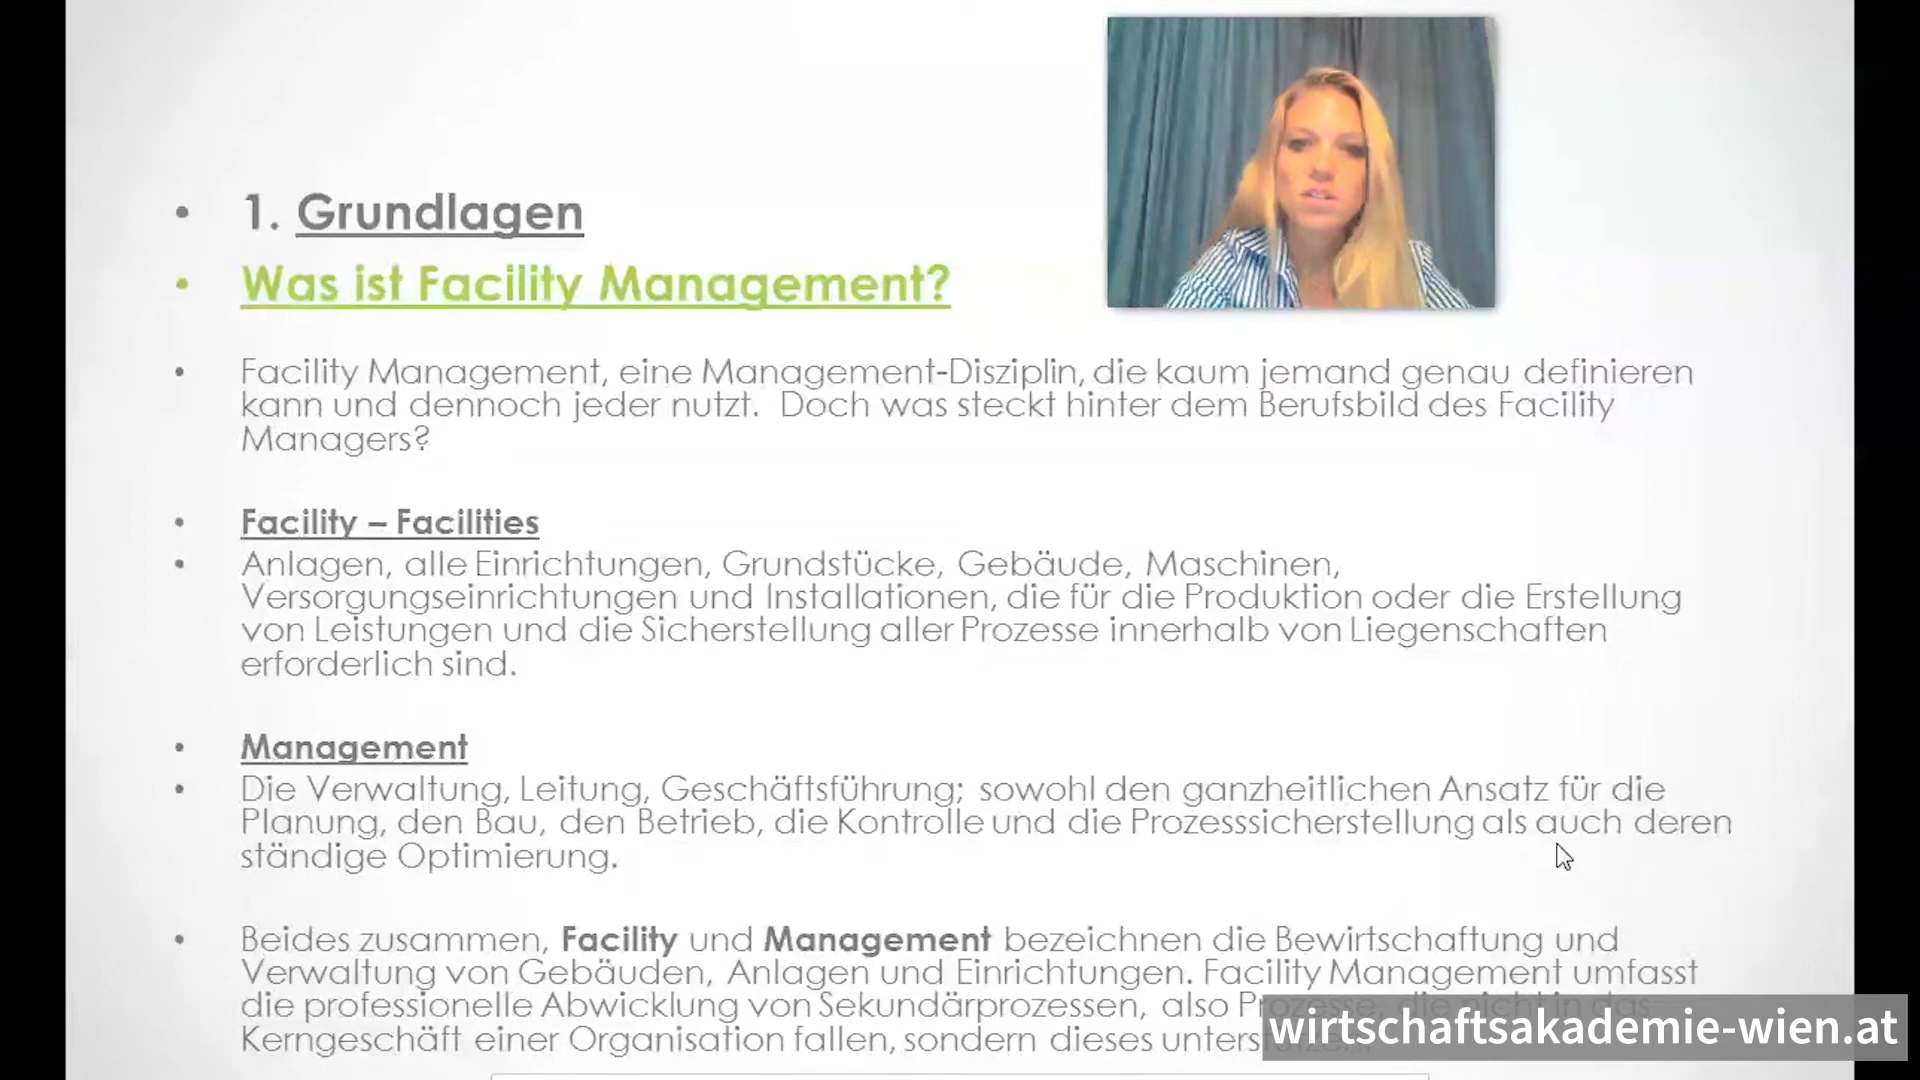 1. Grundlagen
Was ist Facility Management?
Facility Management, eine Management-Disziplin, die kaum jemand genau definieren
kann und dennoch jeder nutzt. Doch was steckt hinter dem Berufsbild des Facility
Managers?
Facility – Facilities
Anlagen, alle Einrichtungen, Grundstücke, Gebäude, Maschinen,
Versorgungseinrichtungen und Installationen, die für die Produktion oder die Erstellung
von Leistungen und die Sicherstellung aller Prozesse innerhalb von Liegenschaften
erforderlich sind.
Management
Die Verwaltung, Leitung, Geschäftsführung; sowohl den ganzheitlichen Ansatz für die
Planung, den Bau, den Betrieb, die Kontrolle und die Prozesssicherstellung als auch deren
ständige Optimierung.
Beides zusammen, Facility und Management bezeichnen die Bewirtschaftung und
Verwaltung von Gebäuden, Anlagen und Einrichtungen. Facility Management umfasst
die professionelle Abwicklung von Sekundärprozessen, also Prozesse, die nicht in das
Kerngeschäft einer Organisation fallen, sondern dieses unterstützen.
wirtschaftsakademie-wien.at